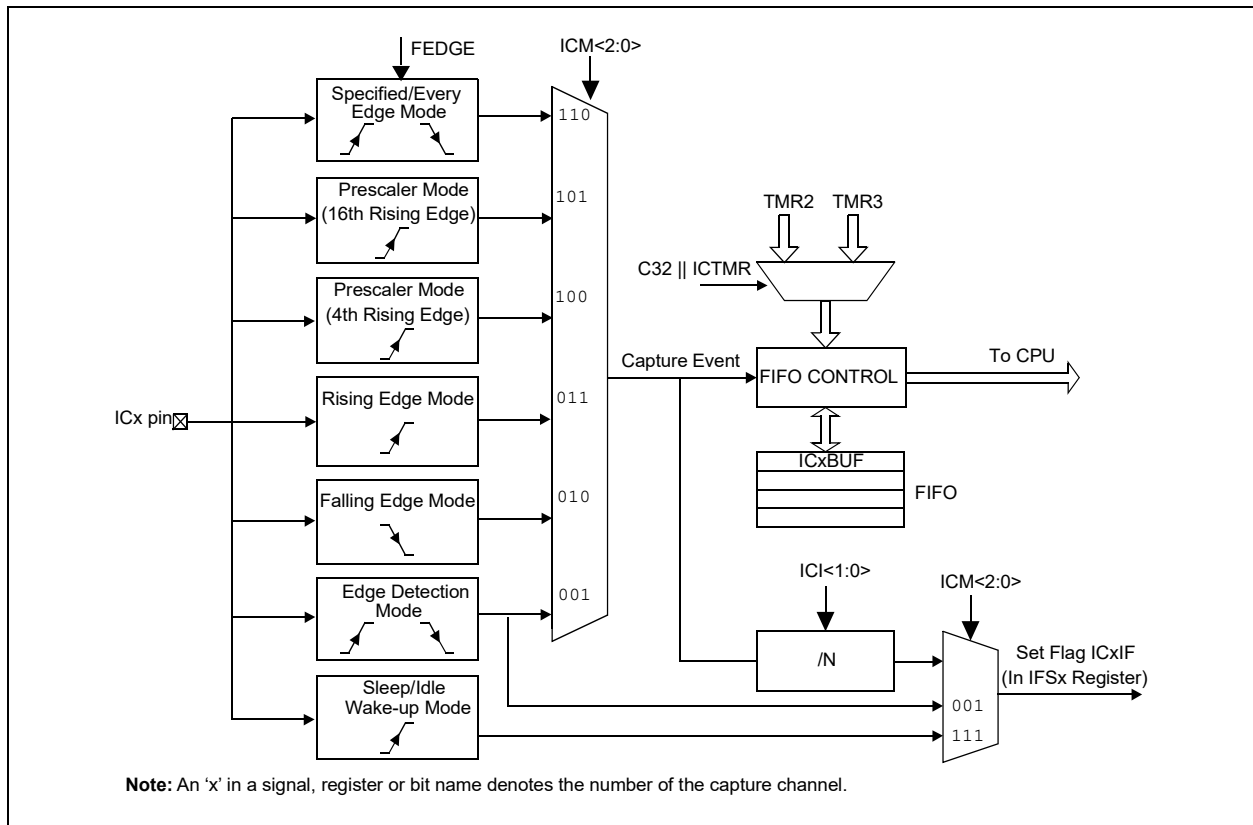 FEDGE
ICM<2:0>
Specified/Every
Edge Mode
110
Prescaler Mode
(16th Rising Edge)
101
TMR2
TMR3
C32 || ICTMR
Prescaler Mode
(4th Rising Edge)
100
Capture Event
FIFO CONTROL
To CPU
ICx pin
Rising Edge Mode
011
ICxBUF
FIFO
Falling Edge Mode
010
ICI<1:0>
ICM<2:0>
Edge Detection
Mode
001
/N
Set Flag ICxIF
(In IFSx Register)
Sleep/Idle
Wake-up Mode
001
111
Note: An ‘x’ in a signal, register or bit name denotes the number of the capture channel.